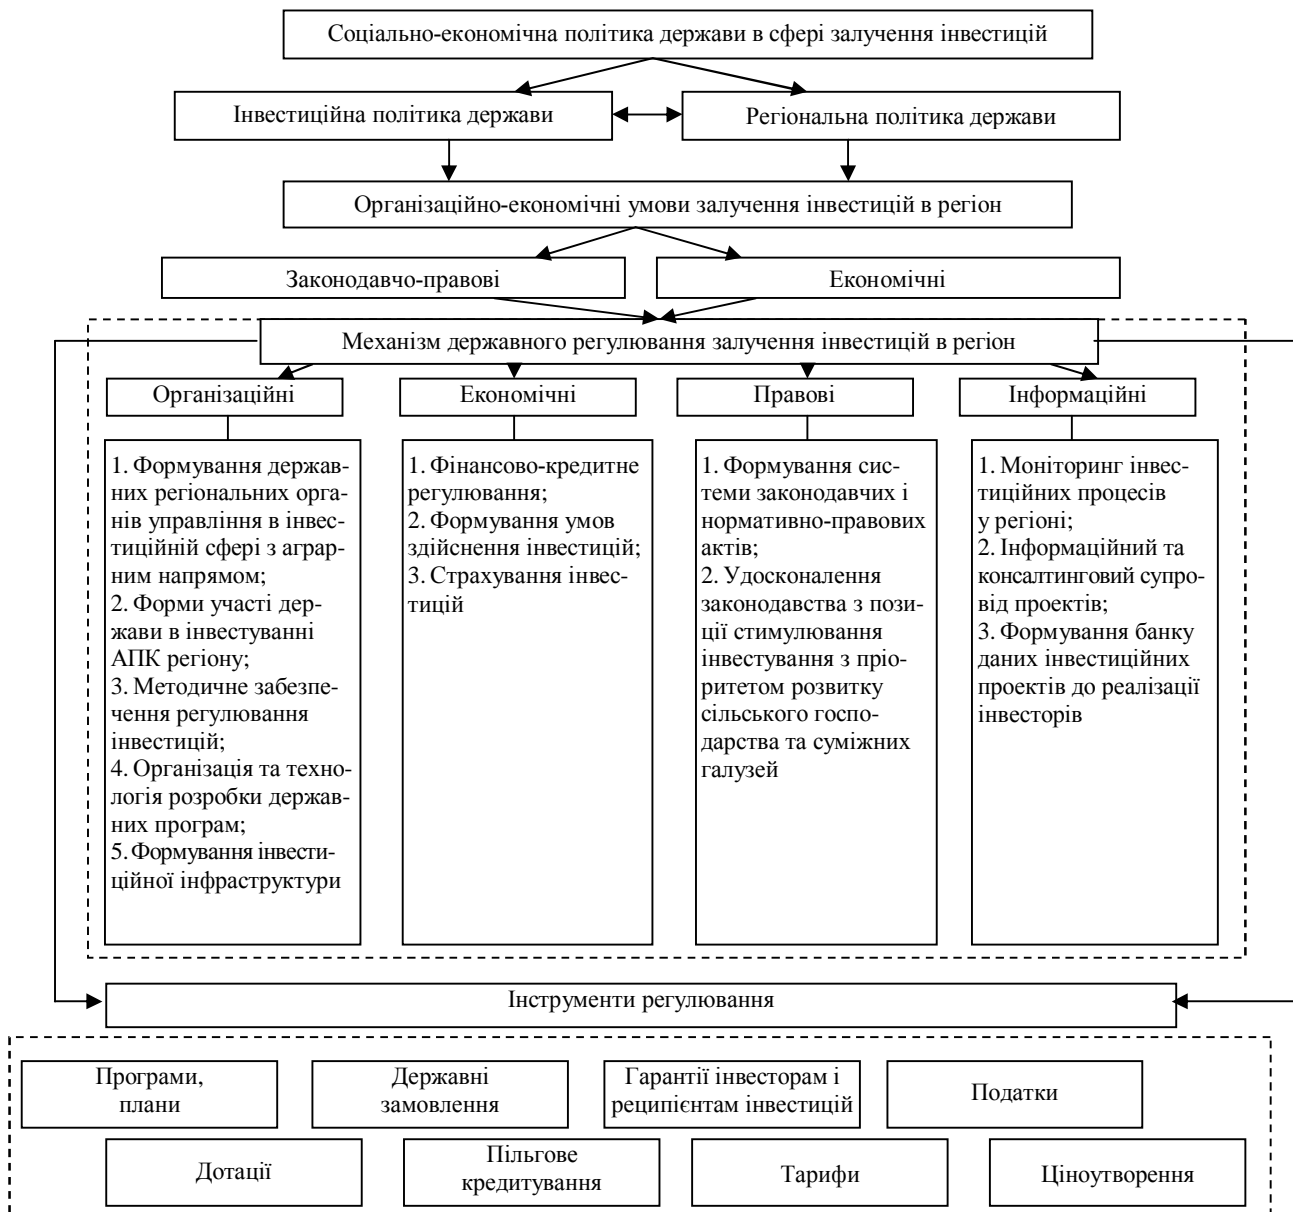 Соціально-економічна політика держави в сфері залучення інвестицій
Інвестиційна політика держави
Регіональна політика держави
Організаційно-економічні умови залучення інвестицій в регіон
Законодавчо-правові
Економічні
Механізм державного регулювання залучення інвестицій в регіон
Організаційні
Економічні
Правові
Інформаційні
1. Формування держав-
них регіональних орга-
нів управління в інвес-
тиційній сфері з аграр-
ним напрямом;
2. Форми участі дер-
жави в інвестуванні
АПК регіону;
3. Методичне забезпе-
чення регулювання
інвестицій;
4. Організація та техно-
логія розробки держав-
них програм;
5. Формування інвести-
ційної інфраструктури
1. Фінансово-кредитне
регулювання;
2. Формування умов
здійснення інвестицій;
3. Страхування інвес-
тицій
1. Формування сис-
теми законодавчих і
нормативно-правових
актів;
2. Удосконалення
законодавства з пози-
ції стимулювання
інвестування з пріо-
ритетом розвитку
сільського госпо-
дарства та суміжних
галузей
1. Моніторинг інвес-
тиційних процесів
у регіоні;
2. Інформаційний та
консалтинговий супро-
від проектів;
3. Формування банку
даних інвестиційних
проектів до реалізації
інвесторів
Інструменти регулювання
Програми,
плани
Державні
замовлення
Гарантії інвесторам і
реципієнтам інвестицій
Податки
Дотації
Пільгове
кредитування
Тарифи
Ціноутворення